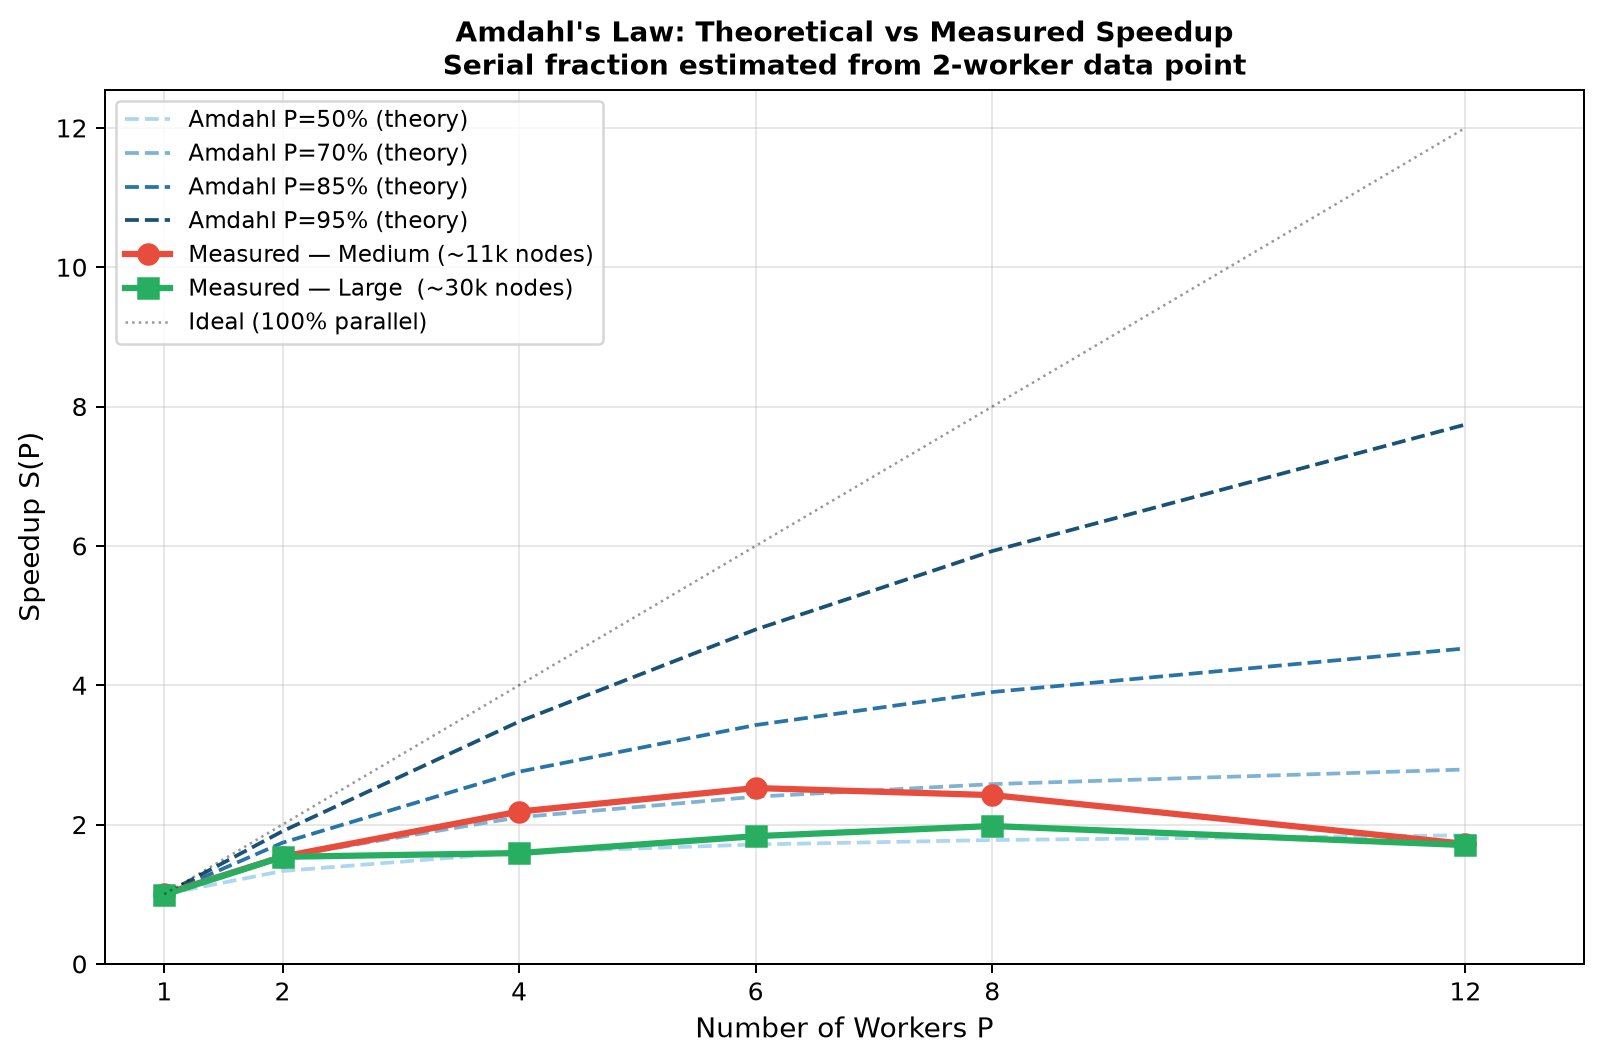 Amdahl's Law: Theoretical vs Measured Speedup
Serial fraction estimated from 2-worker data point
Amdahl P=50% (theory)
Amdahl P=70% (theory)
Amdahl P=85% (theory)
Amdahl P=95% (theory)
Measured — Medium (~11k nodes)
Measured — Large  (~30k nodes)
Ideal (100% parallel)
12
10
8
6
4
2
0
Speedup S(P)
1 2 4 6 8 12
Number of Workers P